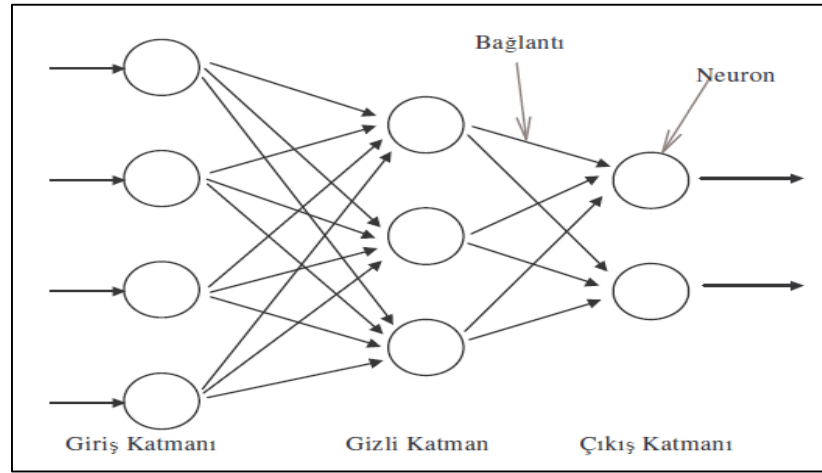 Bağlantı
Neuron
Giriş Katmanı
Gizli Katman
Çıkış Katmanı